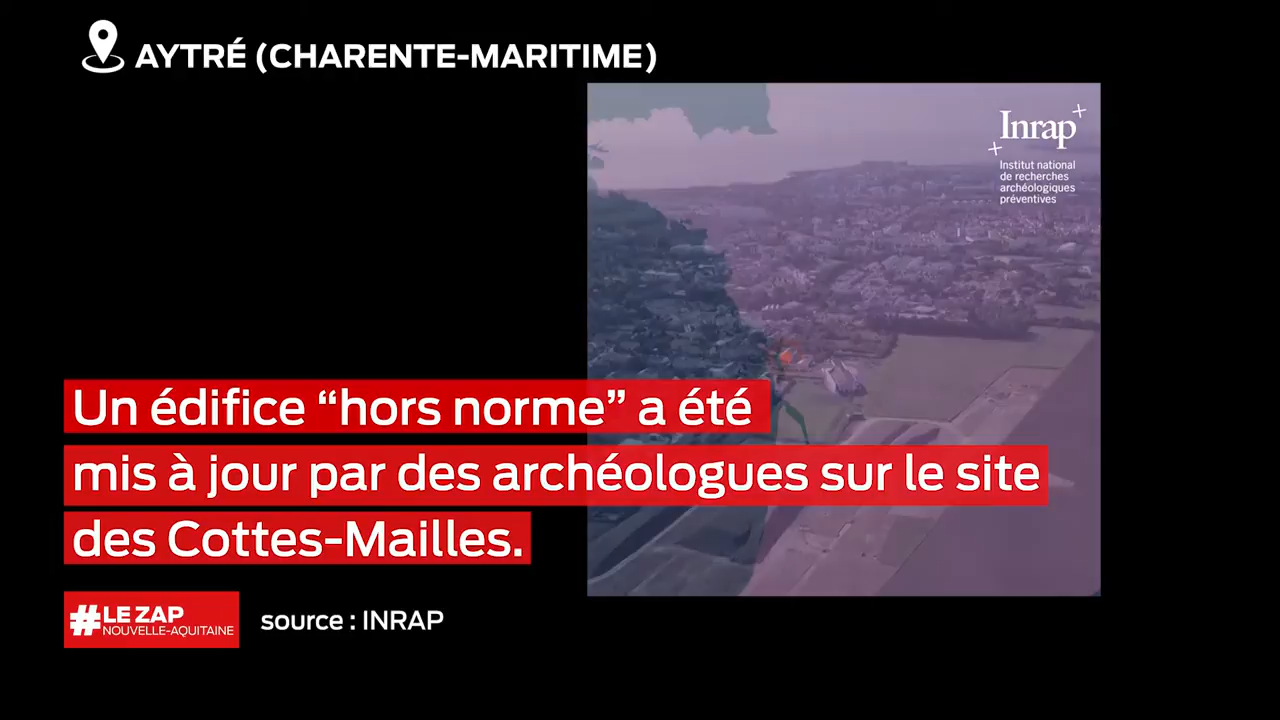 AYTRÉ (CHARENTE-MARITIME)
Inrap
Institut national
de recherches
archéologiques
préventives
Un édifice “hors norme” a été
mis à jour par des archéologues sur le site
des Cottes-Mailles.
#LE ZAP
NOUVELLE-AQUITAINE
source : INRAP